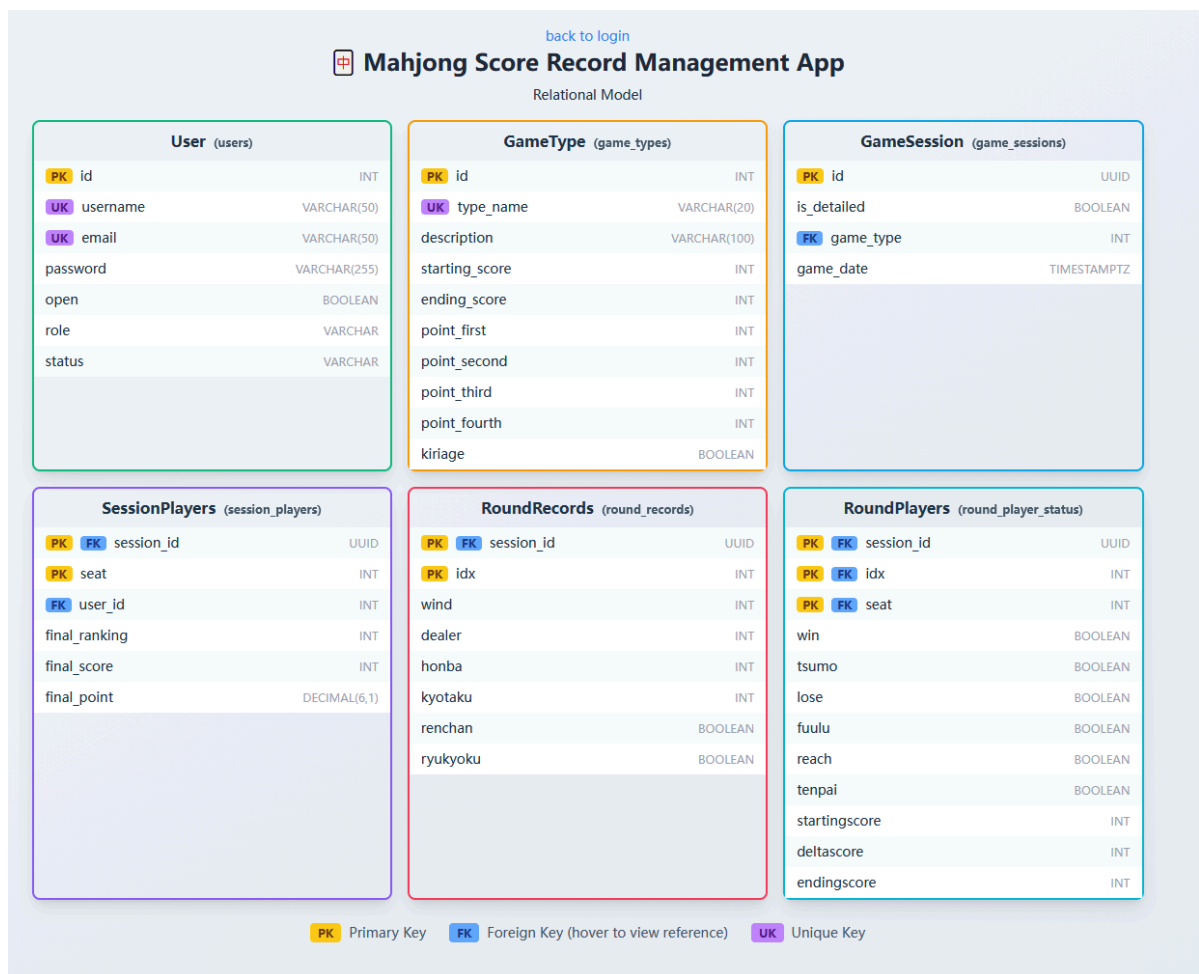 back to login
🀄 Mahjong Score Record Management App
Relational Model
User (users)
PK id INT
UK username VARCHAR(50)
UK email VARCHAR(50)
password VARCHAR(255)
open BOOLEAN
role VARCHAR
status VARCHAR
GameType (game_types)
PK id INT
UK type_name VARCHAR(20)
description VARCHAR(100)
starting_score INT
ending_score INT
point_first INT
point_second INT
point_third INT
point_fourth INT
kiriage BOOLEAN
GameSession (game_sessions)
PK id UUID
is_detailed BOOLEAN
FK game_type INT
game_date TIMESTAMPTZ
SessionPlayers (session_players)
PK FK session_id UUID
PK seat INT
FK user_id INT
final_ranking INT
final_score INT
final_point DECIMAL(6,1)
RoundRecords (round_records)
PK FK session_id UUID
PK idx INT
wind INT
dealer INT
honba INT
kyotaku INT
renchan BOOLEAN
ryukyoku BOOLEAN
RoundPlayers (round_player_status)
PK FK session_id UUID
PK FK idx INT
PK FK seat INT
win BOOLEAN
tsumo BOOLEAN
lose BOOLEAN
fuulu BOOLEAN
reach BOOLEAN
tenpai BOOLEAN
startingscore INT
deltascore INT
endingscore INT
PK Primary Key FK Foreign Key (hover to view reference) UK Unique Key